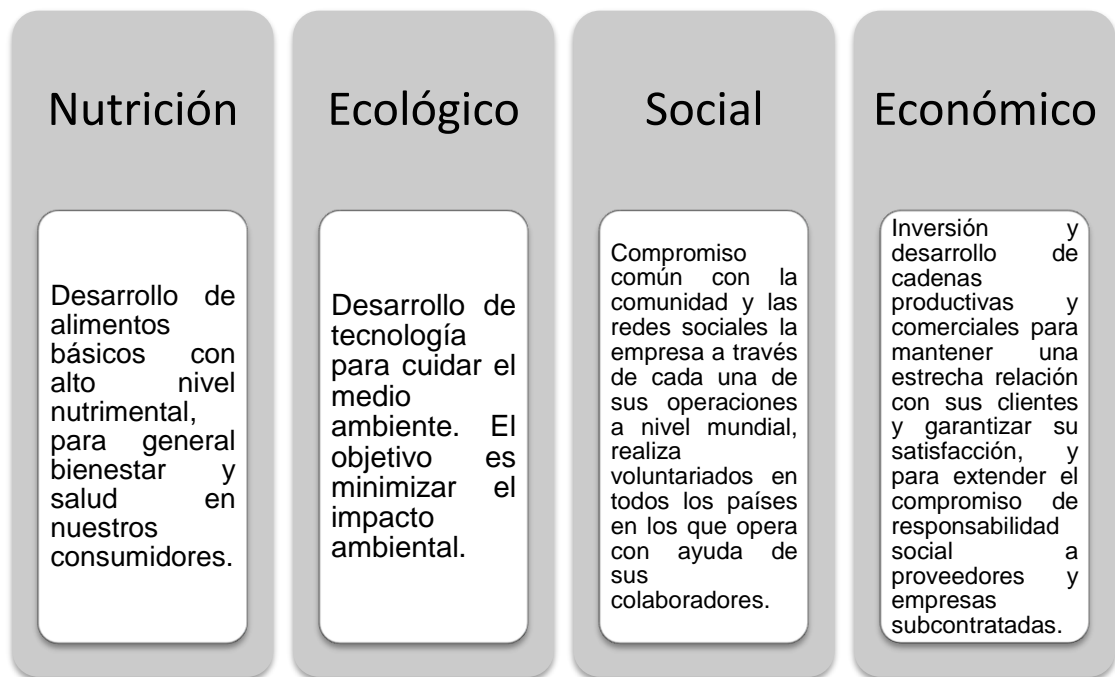 Nutrición
Desarrollo de
alimentos
básicos con
alto nivel
nutrimental,
para general
bienestar y
salud en
nuestros
consumidores.
Ecológico
Desarrollo de
tecnología
para cuidar el
medio
ambiente. El
objetivo es
minimizar el
impacto
ambiental.
Social
Compromiso
común con la
comunidad y las
redes sociales la
empresa a través
de cada una de
sus operaciones
a nivel mundial,
realiza
voluntariados en
todos los países
en los que opera
con ayuda de
sus
colaboradores.
Económico
Inversión y
desarrollo de
cadenas
productivas y
comerciales para
mantener una
estrecha relación
con sus clientes
y garantizar su
satisfacción, y
para extender el
compromiso de
responsabilidad
social a
proveedores y
empresas
subcontratadas.